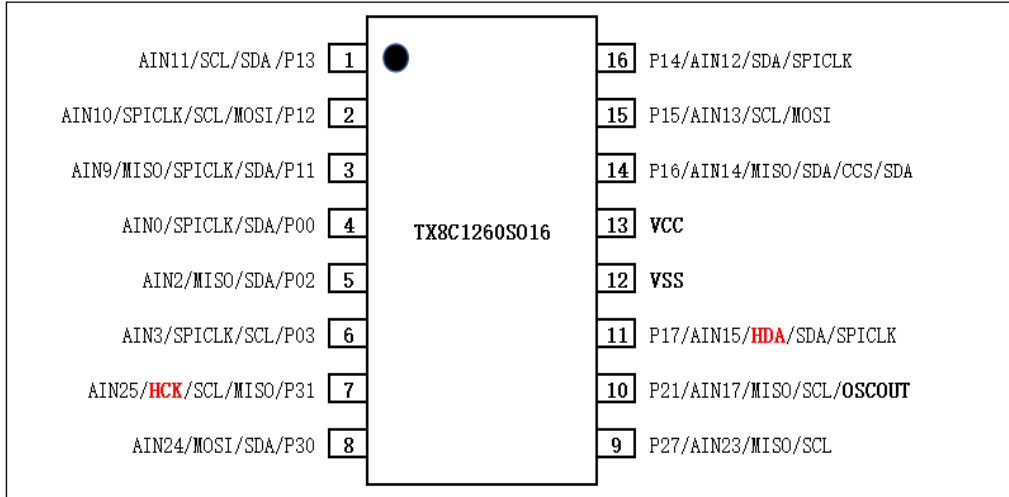 AIN11/SCL/SDA /P13 1 16 P14/AIN12/SDA/SPICLK
AIN10/SPICLK/SCL/MOSI/P12 2 15 P15/AIN13/SCL/MOSI
AIN9/MISO/SPICLK/SDA/P11 3 14 P16/AIN14/MISO/SDA/CCS/SDA
AIN0/SPICLK/SDA/P00 4 TX8C1260SO16 13 VCC
AIN2/MISO/SDA/P02 5 12 VSS
AIN3/SPICLK/SCL/P03 6 11 P17/AIN15/HDA/SDA/SPICLK
AIN25/HCK/SCL/MISO/P31 7 10 P21/AIN17/MISO/SCL/OSCOUT
AIN24/MOSI/SDA/P30 8 9 P27/AIN23/MISO/SCL